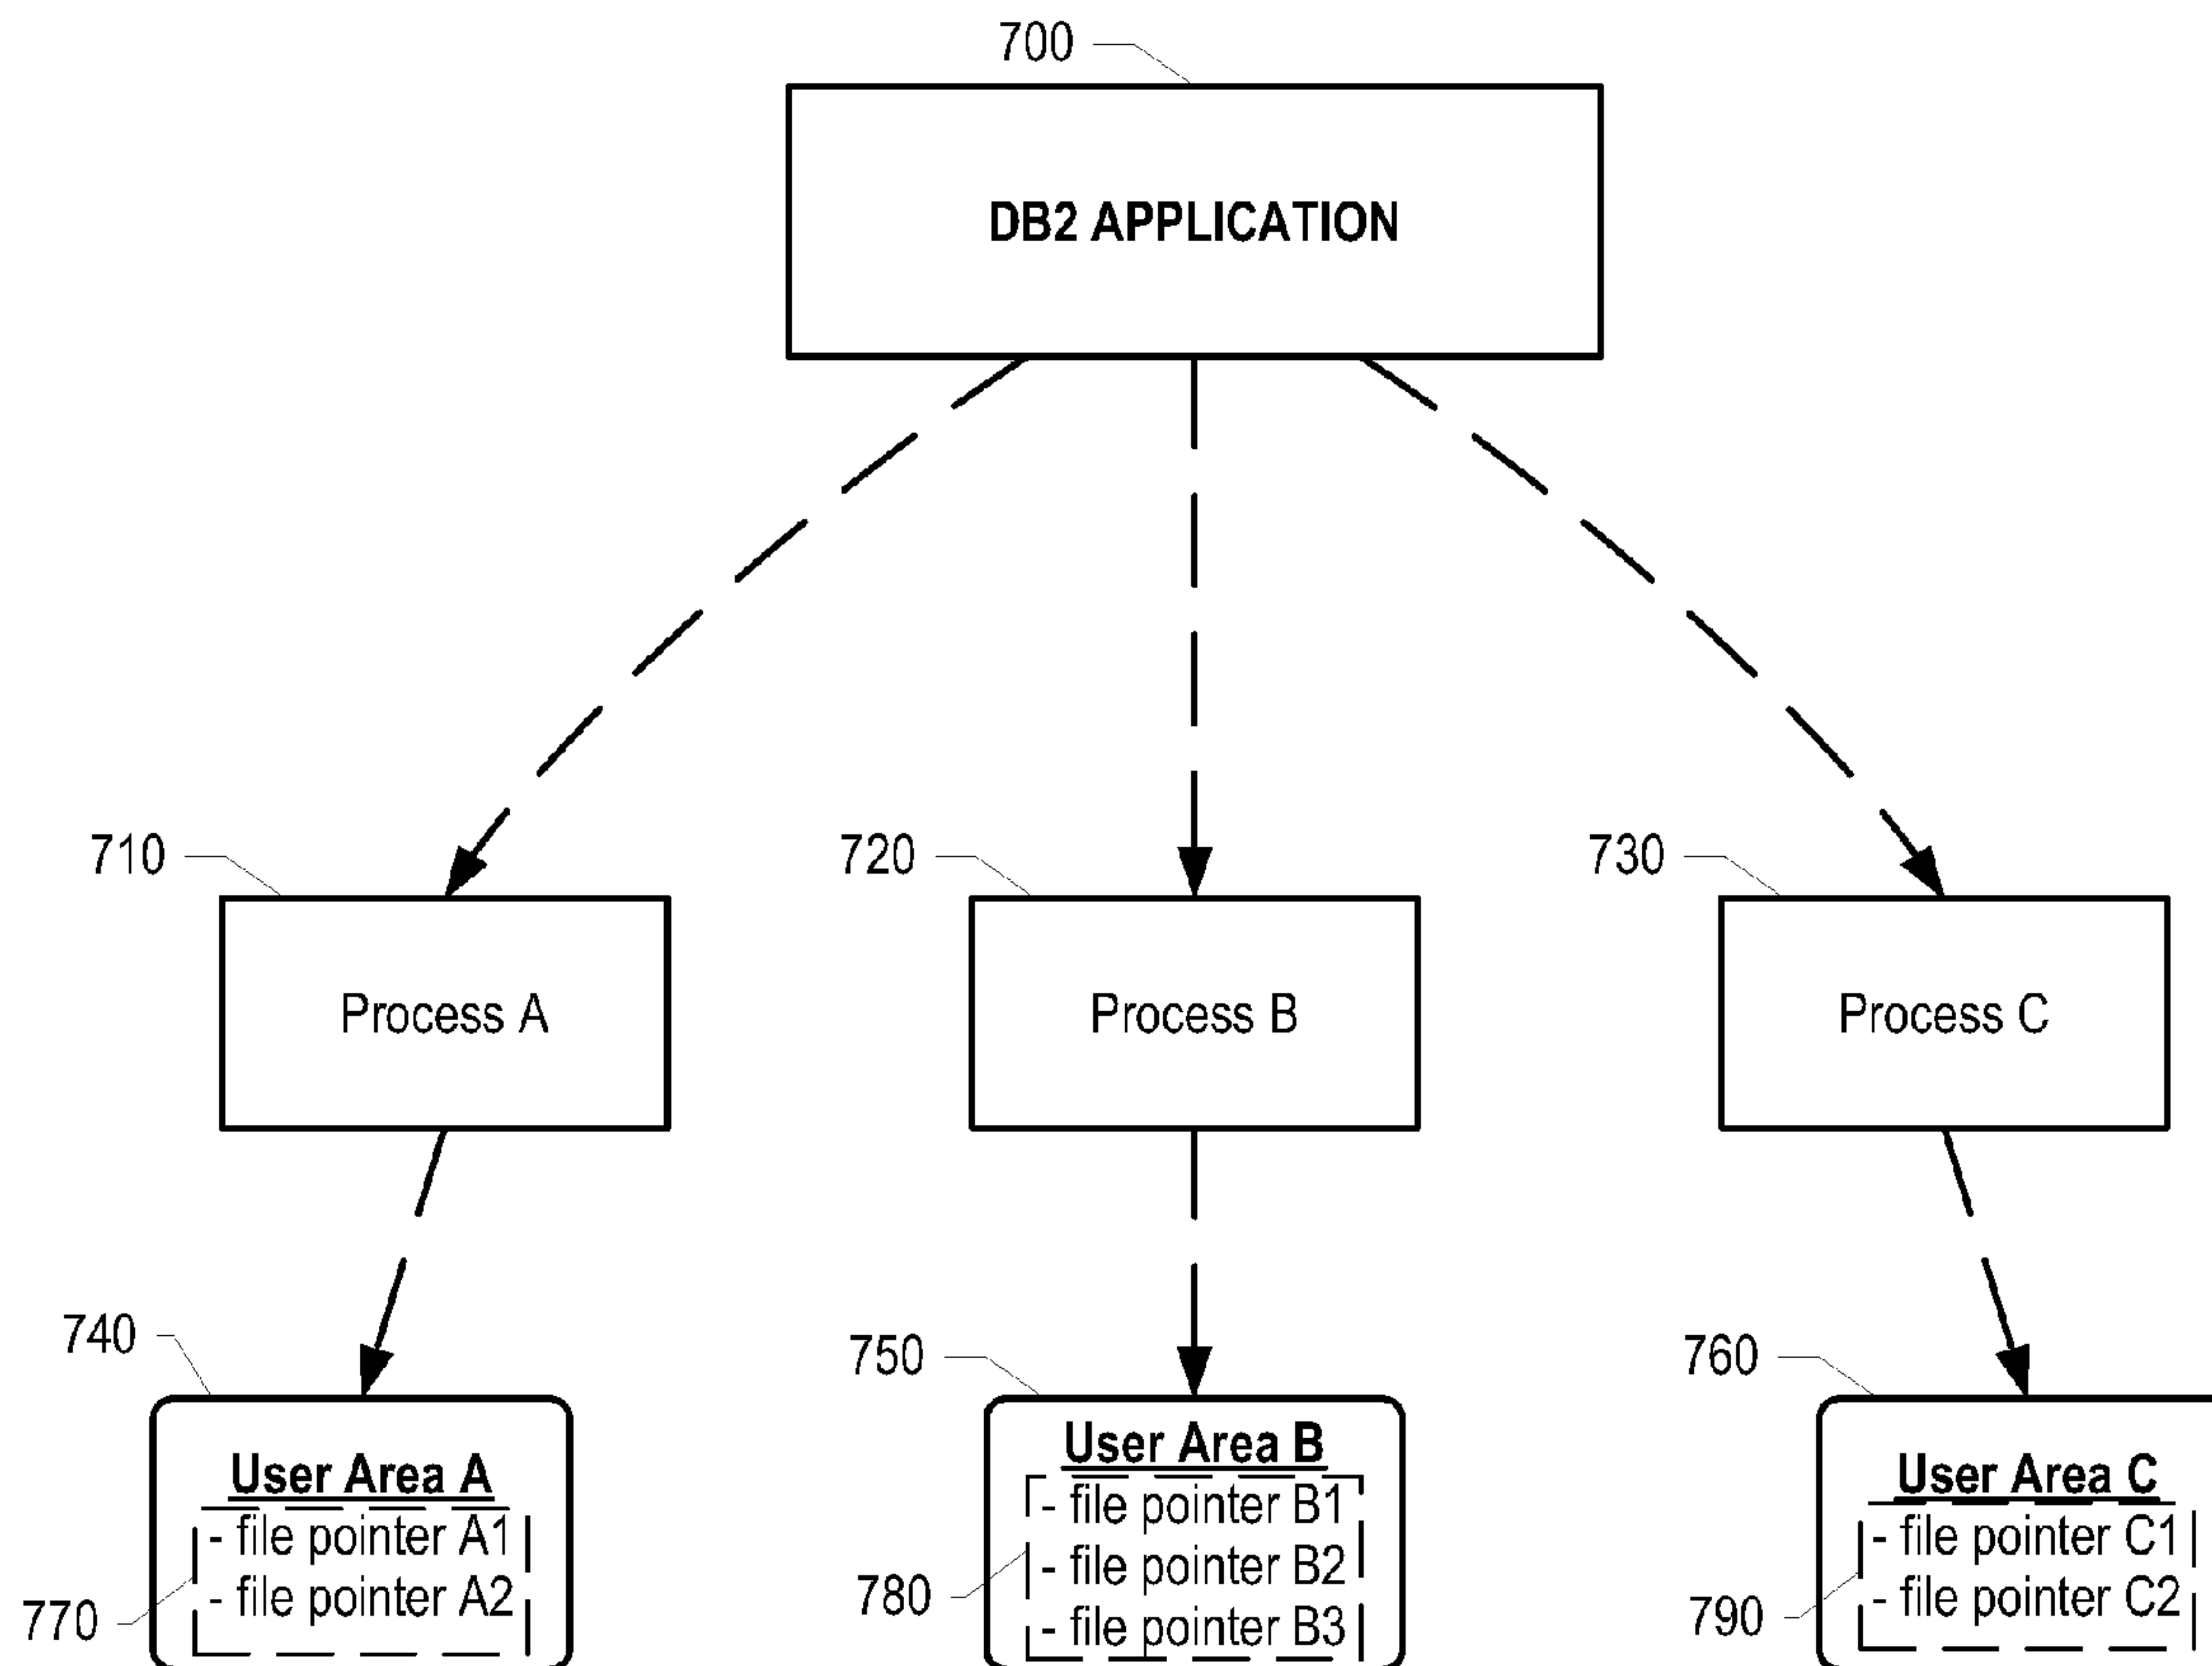 700
DB2 APPLICATION
710
720
730
Process A
Process B
Process C
740
750
760
User Area A
- file pointer A1
- file pointer A2
770
User Area B
- file pointer B1
- file pointer B2
- file pointer B3
780
User Area C
- file pointer C1
- file pointer C2
790